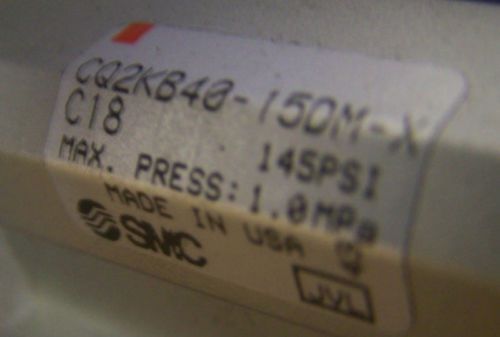 CQ2KB40-150M-X
C18 145PSI
MAX. PRESS: 1.0MPa
MADE IN USA
SMC
JVL